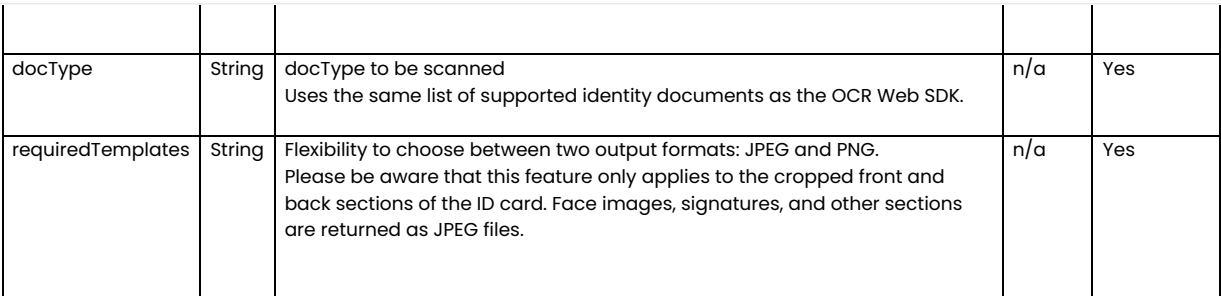 docType String docType to be scanned n/a Yes
Uses the same list of supported identity documents as the OCR Web SDK.
requiredTemplates String Flexibility to choose between two output formats: JPEG and PNG. n/a Yes
Please be aware that this feature only applies to the cropped front and
back sections of the ID card. Face images, signatures, and other sections
are returned as JPEG files.